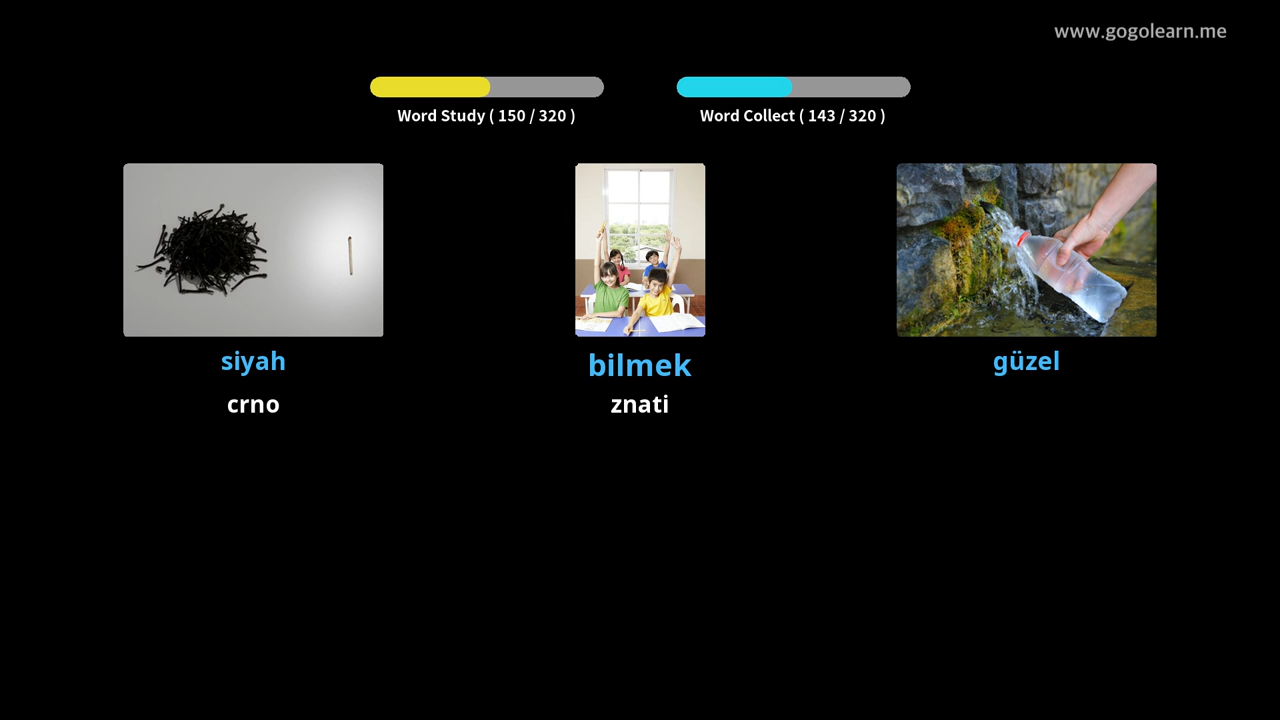 www.gogolearn.me
Word Study ( 150 / 320 )
Word Collect ( 143 / 320 )
siyah
bilmek
güzel
crno
znati